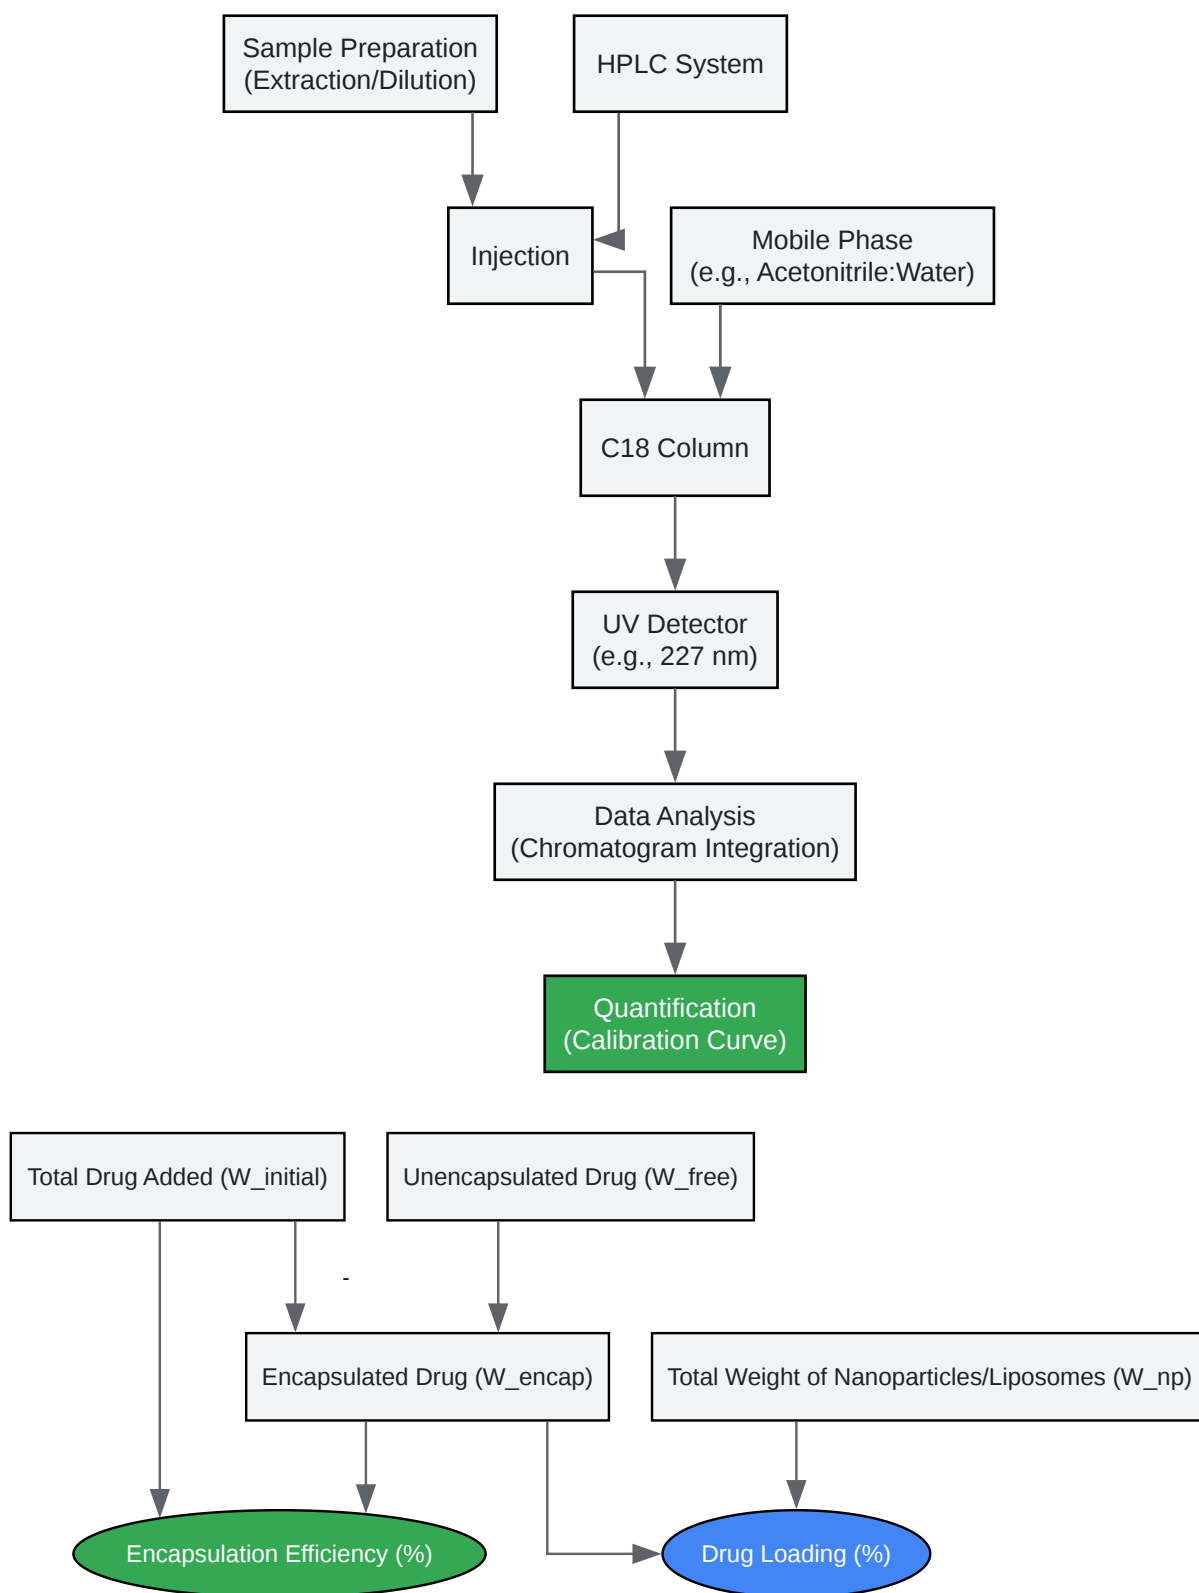 Sample Preparation
(Extraction/Dilution)
HPLC System
Injection
Mobile Phase
(e.g., Acetonitrile:Water)
C18 Column
UV Detector
(e.g., 227 nm)
Data Analysis
(Chromatogram Integration)
Quantification
(Calibration Curve)
Total Drug Added (W_initial)
Unencapsulated Drug (W_free)
-
Encapsulated Drug (W_encap)
Total Weight of Nanoparticles/Liposomes (W_np)
Encapsulation Efficiency (%)
Drug Loading (%)